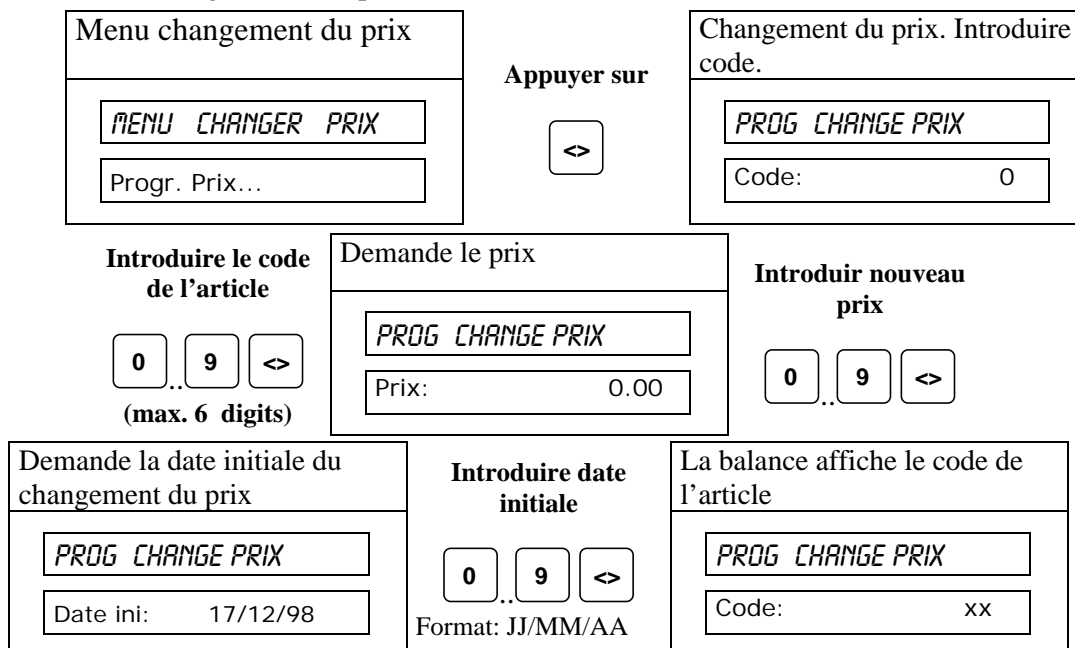 Menu changement du prix
MENU CHANGER PRIX
Progr. Prix...
Appuyer sur
<>
Changement du prix. Introduire
code.
PROG CHANGE PRIX
Code: 0
Introduire le code
de l’article
0 .. 9 <>
(max. 6 digits)
Demande le prix
PROG CHANGE PRIX
Prix: 0.00
Introduir nouveau
prix
0 .. 9 <>
Demande la date initiale du
changement du prix
PROG CHANGE PRIX
Date ini: 17/12/98
Introduire date
initiale
0 .. 9 <>
Format: JJ/MM/AA
La balance affiche le code de
l’article
PROG CHANGE PRIX
Code: xx